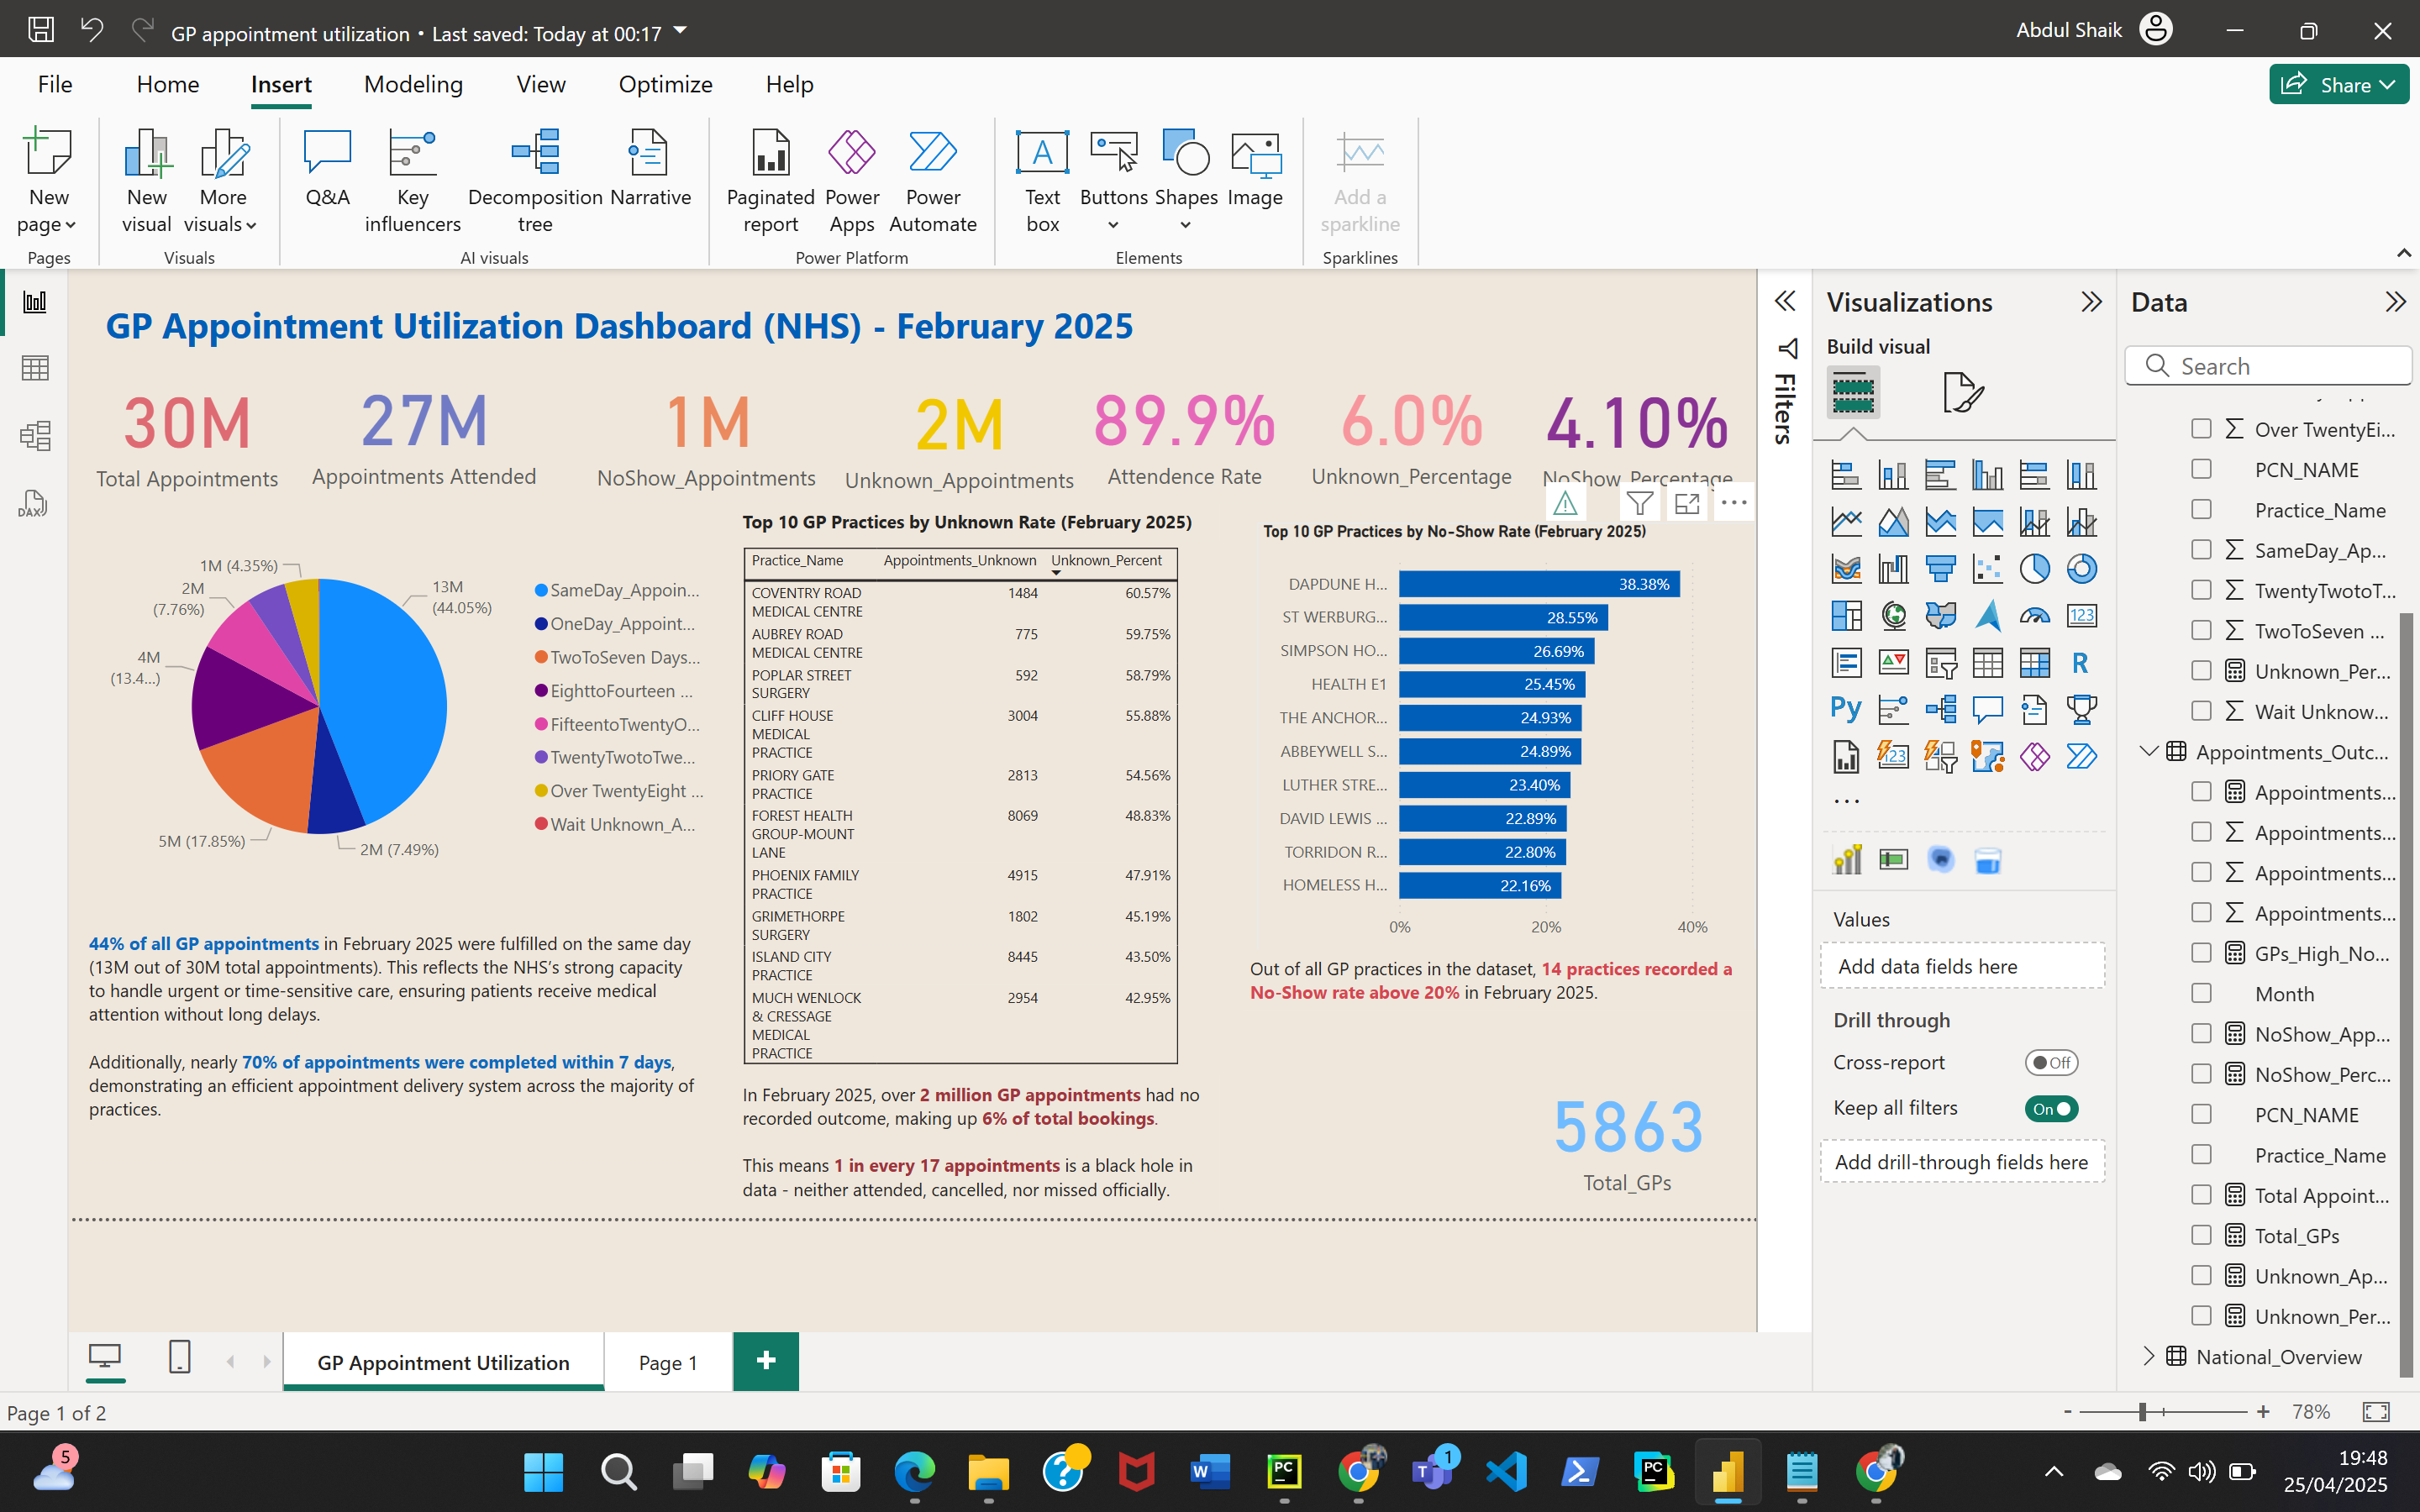 GP appointment utilization • Last saved: Today at 00:17
Abdul Shaik
File Home Insert Modeling View Optimize Help
Share
New page
New visual
More visuals
Q&A
Key influencers
Decomposition tree
Narrative
Paginated report
Power Apps
Power Automate
Text box
Buttons
Shapes
Image
Add a sparkline
Pages
Visuals
AI visuals
Power Platform
Elements
Sparklines
DAX
GP Appointment Utilization Dashboard (NHS) - February 2025
30M
Total Appointments
27M
Appointments Attended
1M
NoShow_Appointments
2M
Unknown_Appointments
89.9%
Attendence Rate
6.0%
Unknown_Percentage
4.10%
NoShow_Percentage
1M (4.35%)
2M
(7.76%)
4M
(13.4...)
5M (17.85%)
2M (7.49%)
13M
(44.05%)
SameDay_Appoin...
OneDay_Appoint...
TwoToSeven Days...
EighttoFourteen ...
FifteentoTwentyO...
TwentyTwotoTwe...
Over TwentyEight ...
Wait Unknown_A...
44% of all GP appointments in February 2025 were fulfilled on the same day
(13M out of 30M total appointments). This reflects the NHS's strong capacity
to handle urgent or time-sensitive care, ensuring patients receive medical
attention without long delays.
Additionally, nearly 70% of appointments were completed within 7 days,
demonstrating an efficient appointment delivery system across the majority of
practices.
Top 10 GP Practices by Unknown Rate (February 2025)
Practice_Name Appointments_Unknown Unknown_Percent
COVENTRY ROAD 1484 60.57%
MEDICAL CENTRE
AUBREY ROAD 775 59.75%
MEDICAL CENTRE
POPLAR STREET 592 58.79%
SURGERY
CLIFF HOUSE 3004 55.88%
MEDICAL
PRACTICE
PRIORY GATE 2813 54.56%
PRACTICE
FOREST HEALTH 8069 48.83%
GROUP-MOUNT
LANE
PHOENIX FAMILY 4915 47.91%
PRACTICE
GRIMETHORPE 1802 45.19%
SURGERY
ISLAND CITY 8445 43.50%
PRACTICE
MUCH WENLOCK 2954 42.95%
& CRESSAGE
MEDICAL
PRACTICE
In February 2025, over 2 million GP appointments had no
recorded outcome, making up 6% of total bookings.
This means 1 in every 17 appointments is a black hole in
data - neither attended, cancelled, nor missed officially.
Top 10 GP Practices by No-Show Rate (February 2025)
DAPDUNE H... 38.38%
ST WERBURG... 28.55%
SIMPSON HO... 26.69%
HEALTH E1 25.45%
THE ANCHOR... 24.93%
ABBEYWELL S... 24.89%
LUTHER STRE... 23.40%
DAVID LEWIS ... 22.89%
TORRIDON R... 22.80%
HOMELESS H... 22.16%
0% 20% 40%
Out of all GP practices in the dataset, 14 practices recorded a
No-Show rate above 20% in February 2025.
5863
Total_GPs
Filters
Visualizations
Build visual
123
R
Py
123
...
Values
Add data fields here
Drill through
Cross-report Off
Keep all filters On
Add drill-through fields here
Data
Search
Over TwentyEi...
PCN_NAME
Practice_Name
SameDay_Ap...
TwentyTwotoT...
TwoToSeven ...
Unknown_Per...
Wait Unknow...
Appointments_Outc...
Appointments...
Appointments...
Appointments...
Appointments...
GPs_High_No...
Month
NoShow_App...
NoShow_Perc...
PCN_NAME
Practice_Name
Total Appoint...
Total_GPs
Unknown_Ap...
Unknown_Per...
National_Overview
GP Appointment Utilization
Page 1
+
Page 1 of 2
- + 78%
5
W
PC
T
1
PC
19:48
25/04/2025